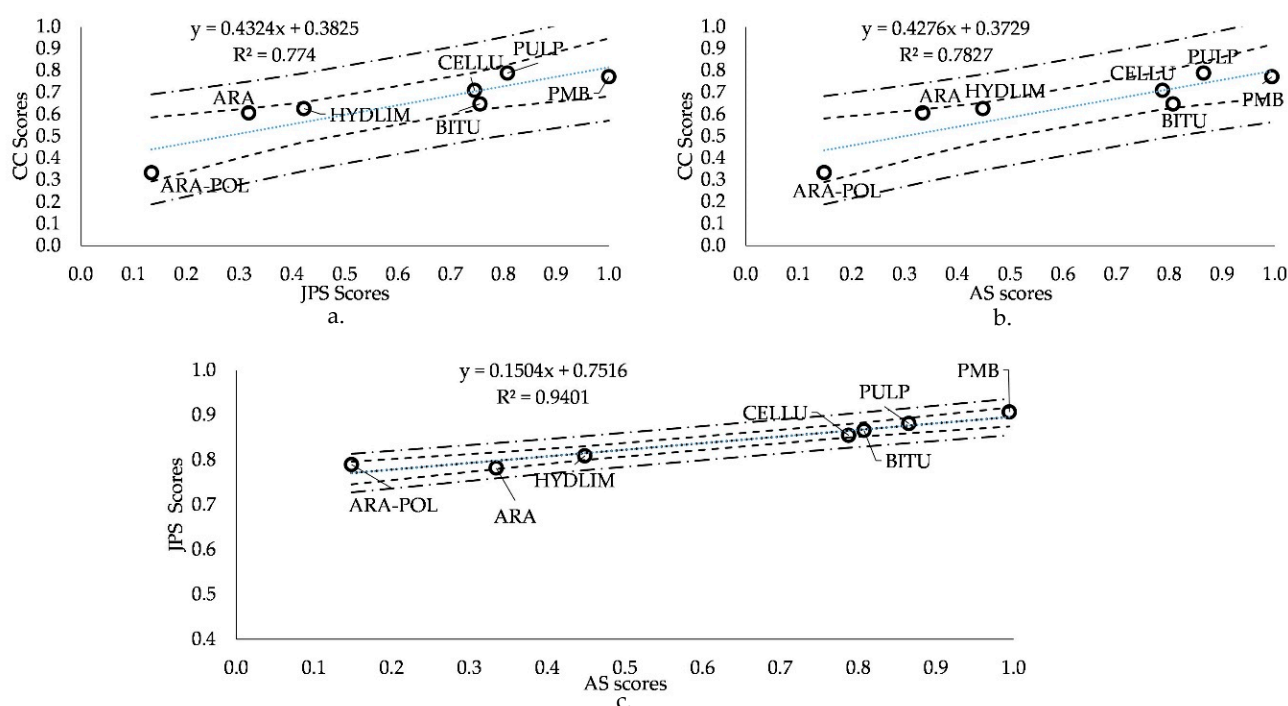 y = 0.4324x + 0.3825
R² = 0.774
CC Scores
1.0
0.9
0.8
0.7
0.6
0.5
0.4
0.3
0.2
0.1
0.0
ARA
CELLU
PULP
HYDLIM
PMB
BITU
ARA-POL
0.0 0.1 0.2 0.3 0.4 0.5 0.6 0.7 0.8 0.9 1.0
JPS Scores
a.
y = 0.4276x + 0.3729
R² = 0.7827
CC Scores
1.0
0.9
0.8
0.7
0.6
0.5
0.4
0.3
0.2
0.1
0.0
PULP
CELLU
ARA HYDLIM
PMB
BITU
ARA-POL
0.0 0.1 0.2 0.3 0.4 0.5 0.6 0.7 0.8 0.9 1.0
AS scores
b.
y = 0.1504x + 0.7516
R² = 0.9401
JPS Scores
1.0
0.9
0.8
0.7
0.6
0.5
0.4
PMB
PULP
CELLU
BITU
HYDLIM
ARA-POL
ARA
0.0 0.1 0.2 0.3 0.4 0.5 0.6 0.7 0.8 0.9 1.0
AS scores
c